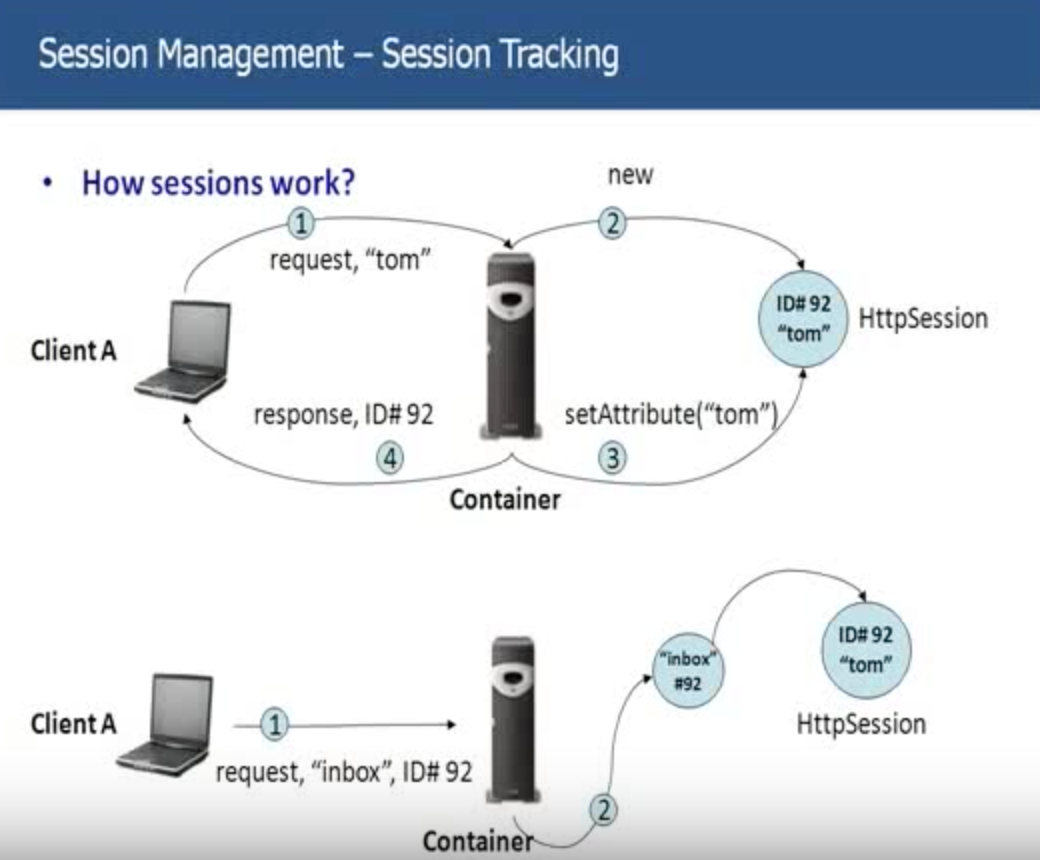 Session Management – Session Tracking
• How sessions work?
new
1
2
request, “tom”
ID# 92
“tom”
HttpSession
Client A
response, ID# 92
setAttribute(“tom”)
4
3
Container
ID# 92
“tom”
“inbox”
#92
Client A
1
HttpSession
request, “inbox”, ID# 92
2
Container